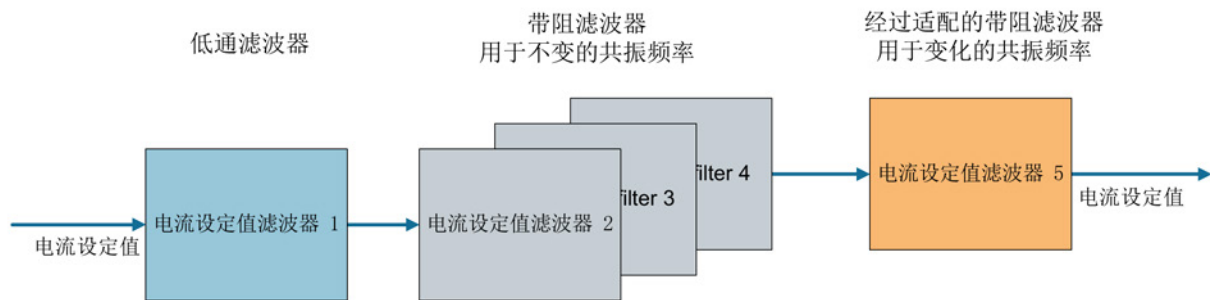 低通滤波器
带阻滤波器
用于不变的共振频率
经过适配的带阻滤波器
用于变化的共振频率
电流设定值
电流设定值滤波器 1
电流设定值滤波器 2
filter 3
filter 4
电流设定值滤波器 5
电流设定值